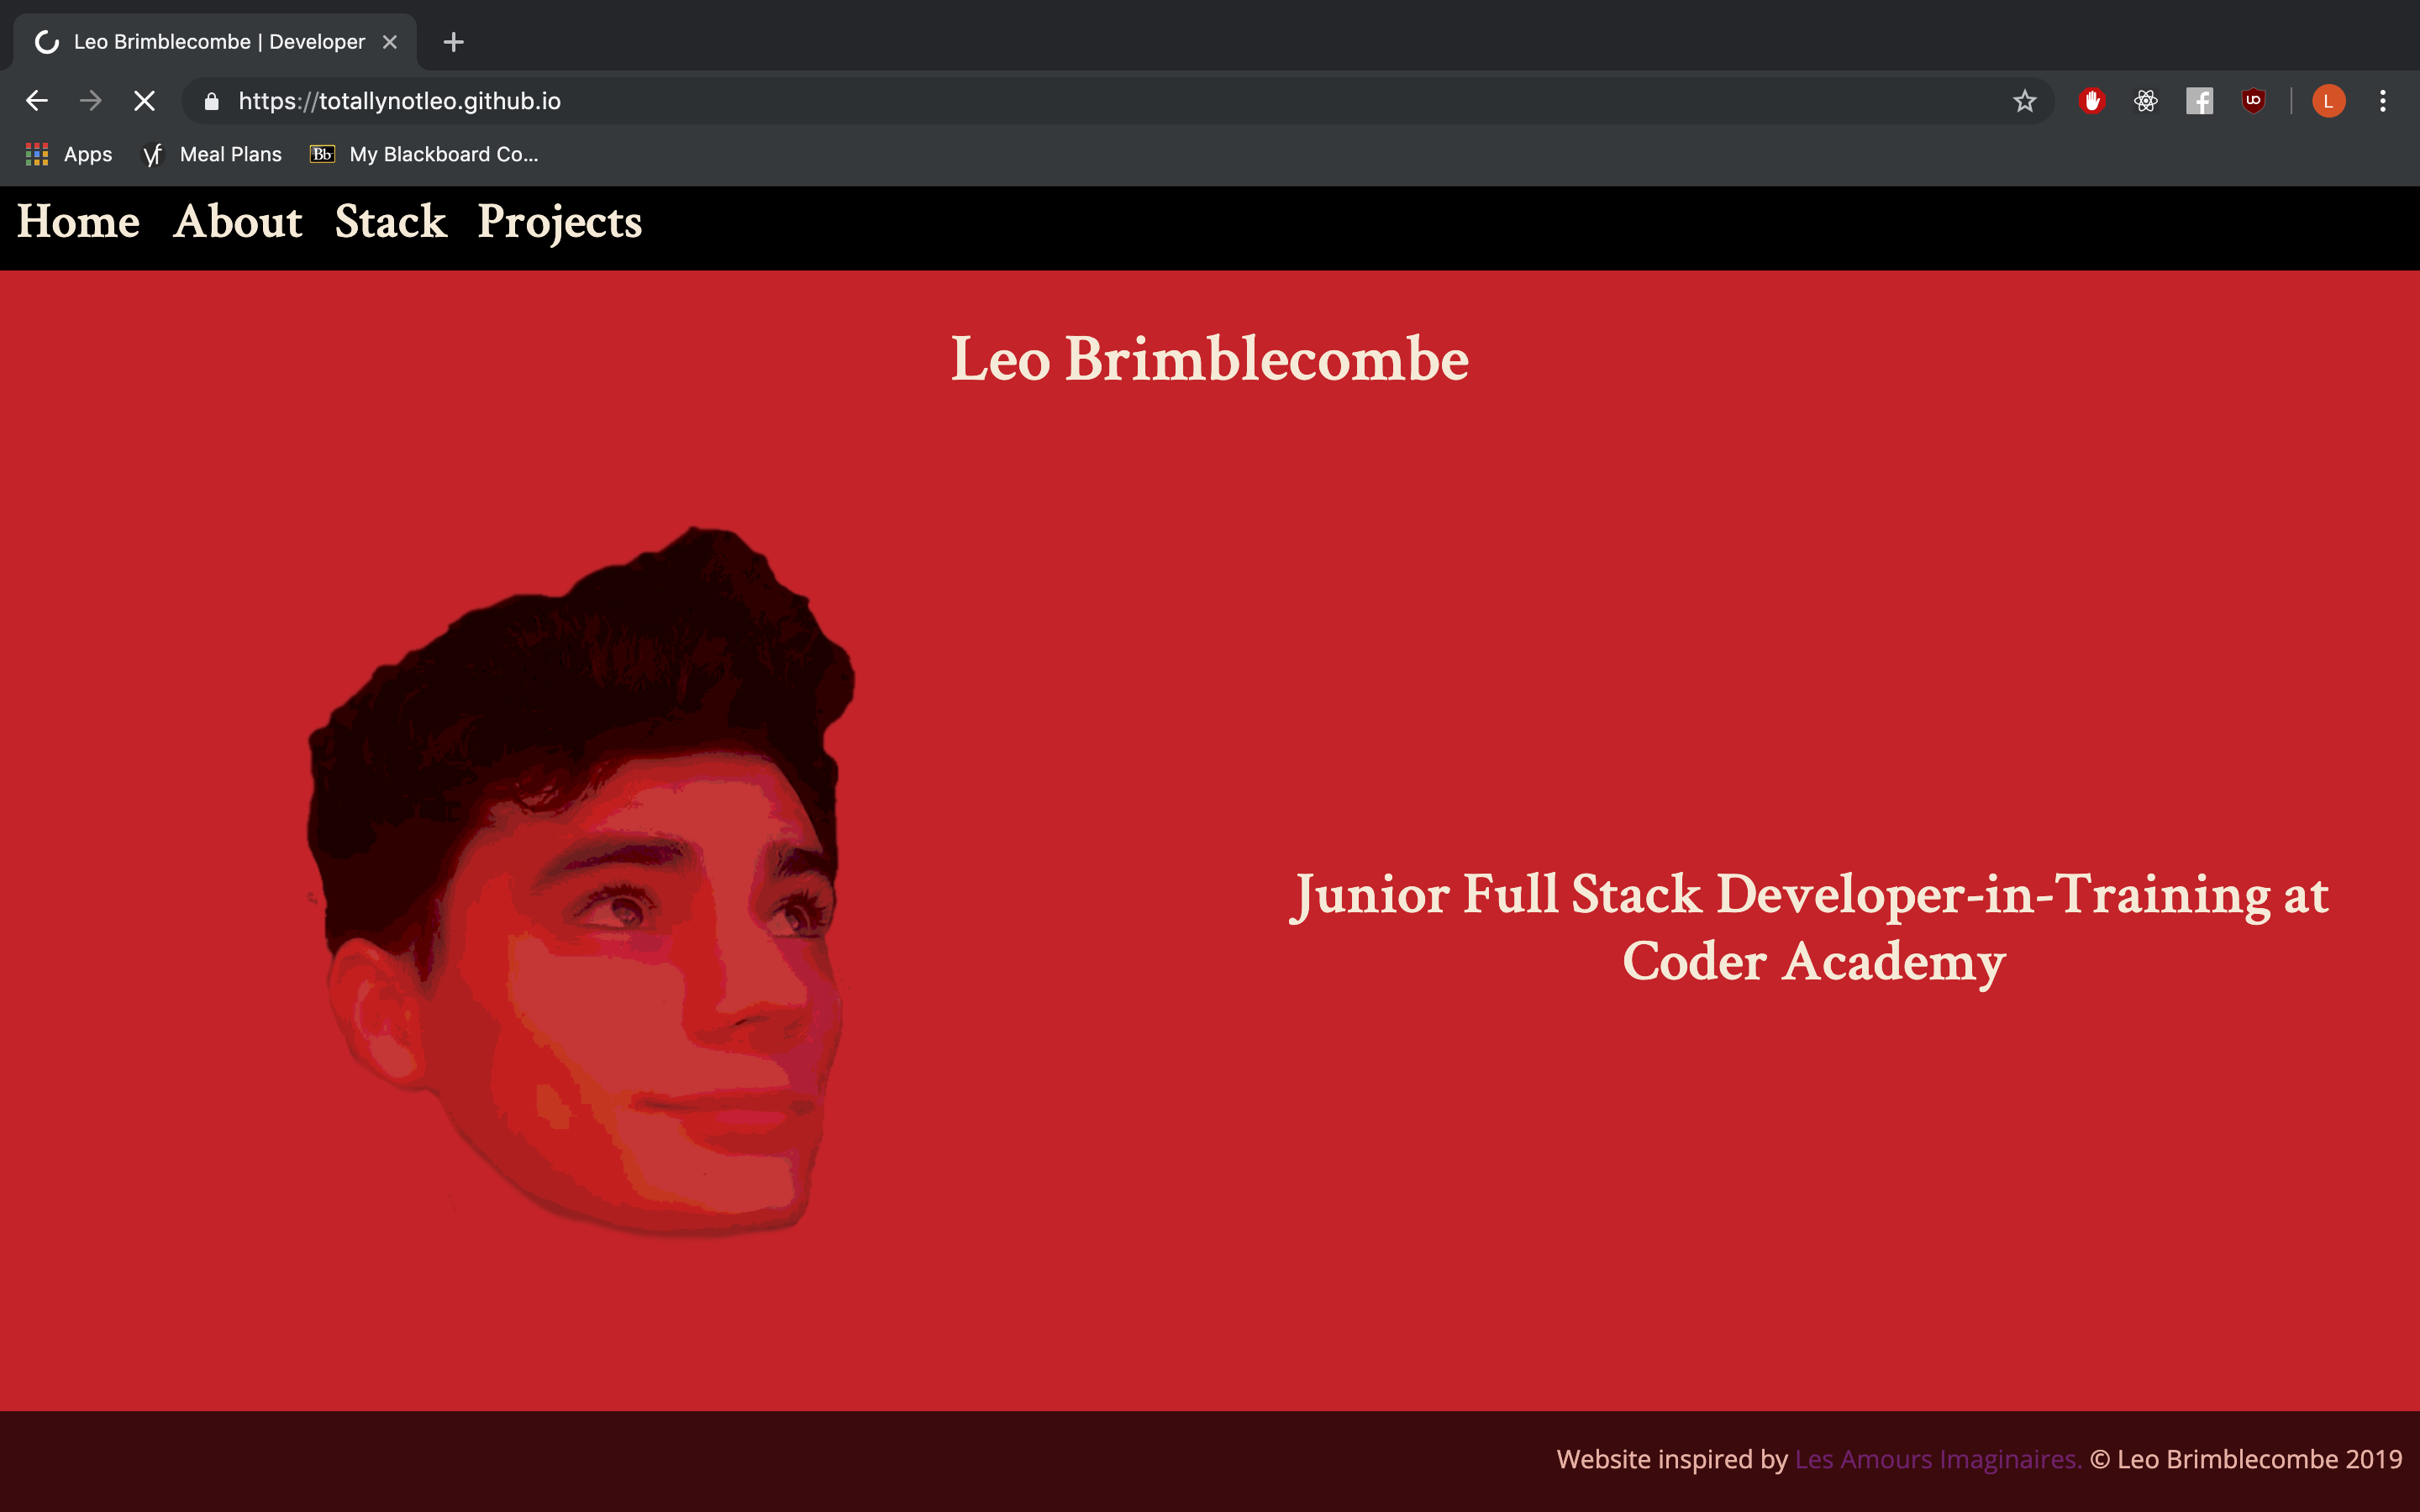 Leo Brimblecombe | Developer
https://totallynotleo.github.io
L
Apps Meal Plans Bb My Blackboard Co...
Home About Stack Projects
Leo Brimblecombe
Junior Full Stack Developer-in-Training at
Coder Academy
Website inspired by Les Amours Imaginaires. © Leo Brimblecombe 2019